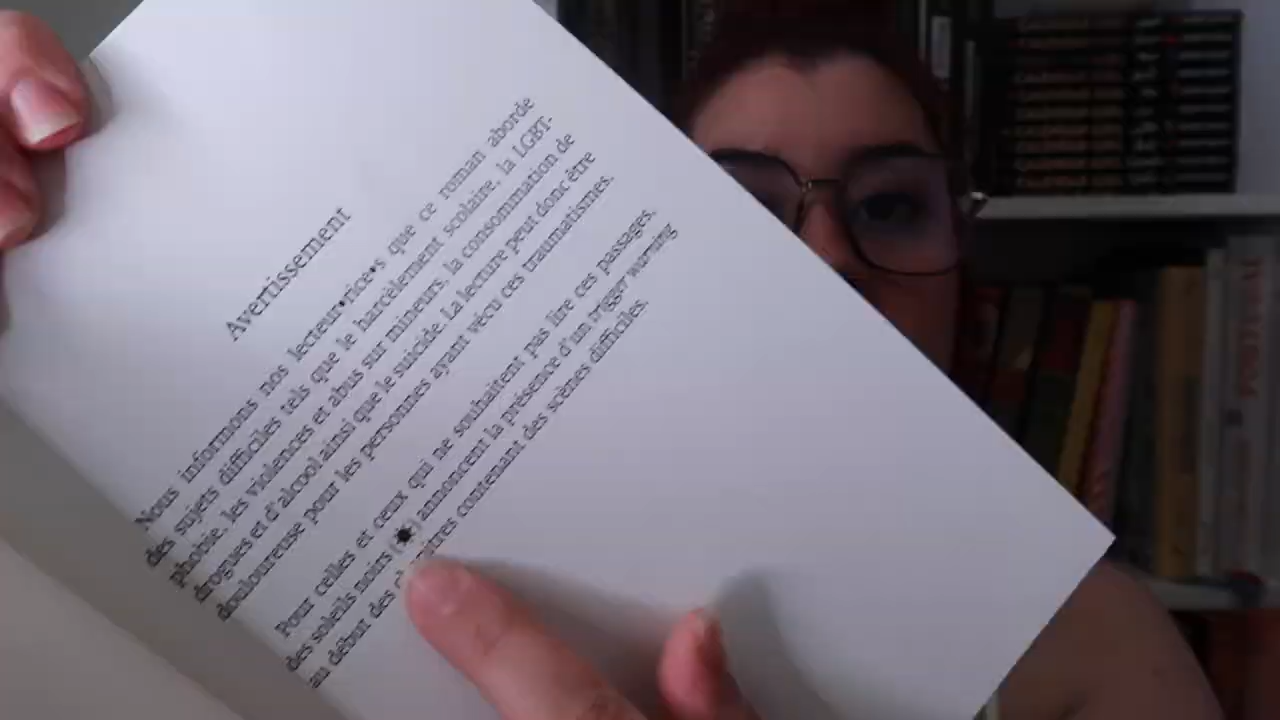 Avertissement
Nous informons nos lecteur•rice•s que ce roman aborde
des sujets difficiles tels que le harcèlement scolaire, la LGBT-
phobie, les violences et abus sur mineurs, la consommation de
drogues et d'alcool ainsi que le suicide. La lecture peut donc être
douloureuse pour les personnes ayant vécu ces traumatismes.
Pour celles et ceux qui ne souhaitent pas lire ces passages,
des soleils moirs (☀) annoncent la présence d'un trigger warning
au début des contenant des scènes difficiles.